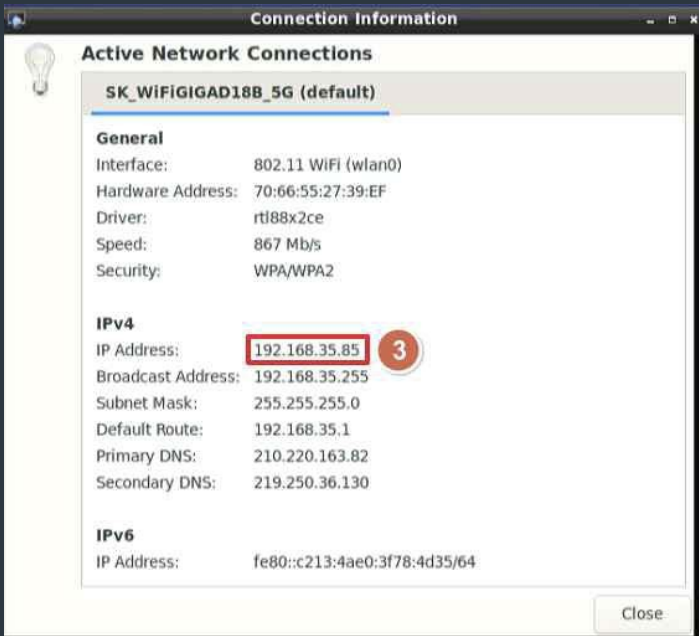 Connection Information
Active Network Connections
SK_WiFiGIGAD18B_5G (default)
General
Interface: 802.11 WiFi (wlan0)
Hardware Address: 70:66:55:27:39:EF
Driver: rtl88x2ce
Speed: 867 Mb/s
Security: WPA/WPA2
IPv4
IP Address: 192.168.35.85 3
Broadcast Address: 192.168.35.255
Subnet Mask: 255.255.255.0
Default Route: 192.168.35.1
Primary DNS: 210.220.163.82
Secondary DNS: 219.250.36.130
IPv6
IP Address: fe80::c213:4ae0:3f78:4d35/64
Close